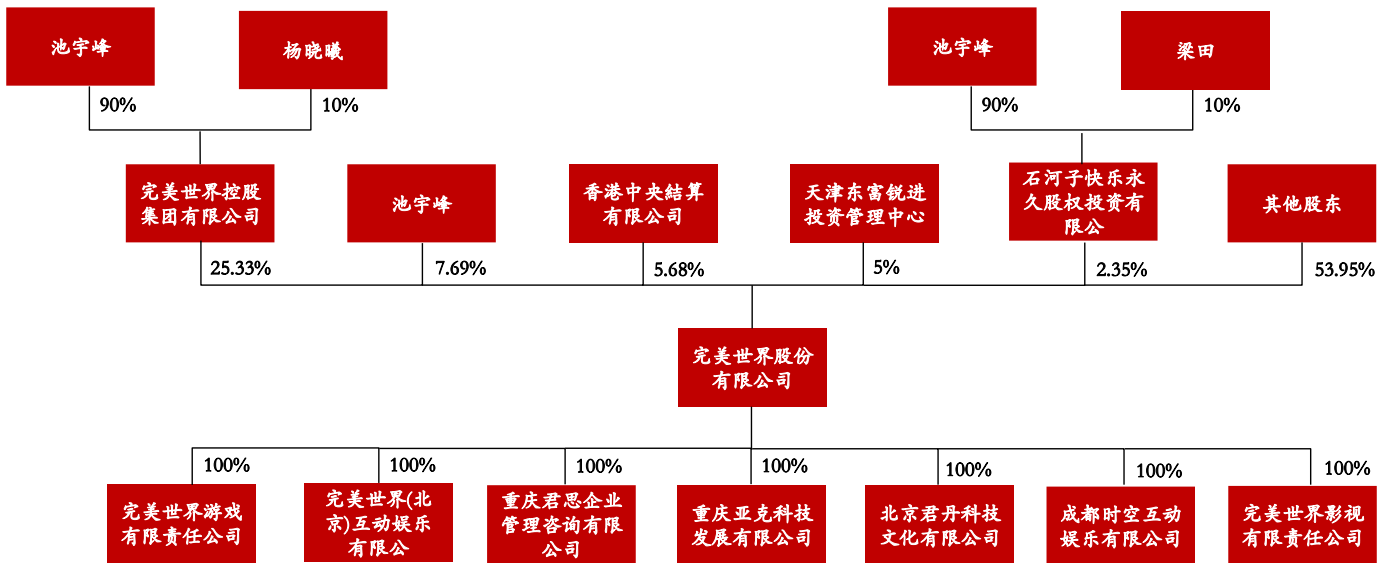 池宇峰
杨晓曦
池宇峰
梁田
90%
10%
90%
10%
完美世界控股
集团有限公司
池宇峰
香港中央結算
有限公司
天津东富锐进
投资管理中心
石河子快乐永
久股权投资有
限公
其他股东
25.33%
7.69%
5.68%
5%
2.35%
53.95%
完美世界股份
有限公司
100%
100%
100%
100%
100%
100%
100%
完美世界游戏
有限责任公司
完美世界(北
京)互动娱乐
有限公
重庆君思企业
管理咨询有限
公司
重庆亚克科技
发展有限公司
北京君丹科技
文化有限公司
成都时空互动
娱乐有限公司
完美世界影视
有限责任公司